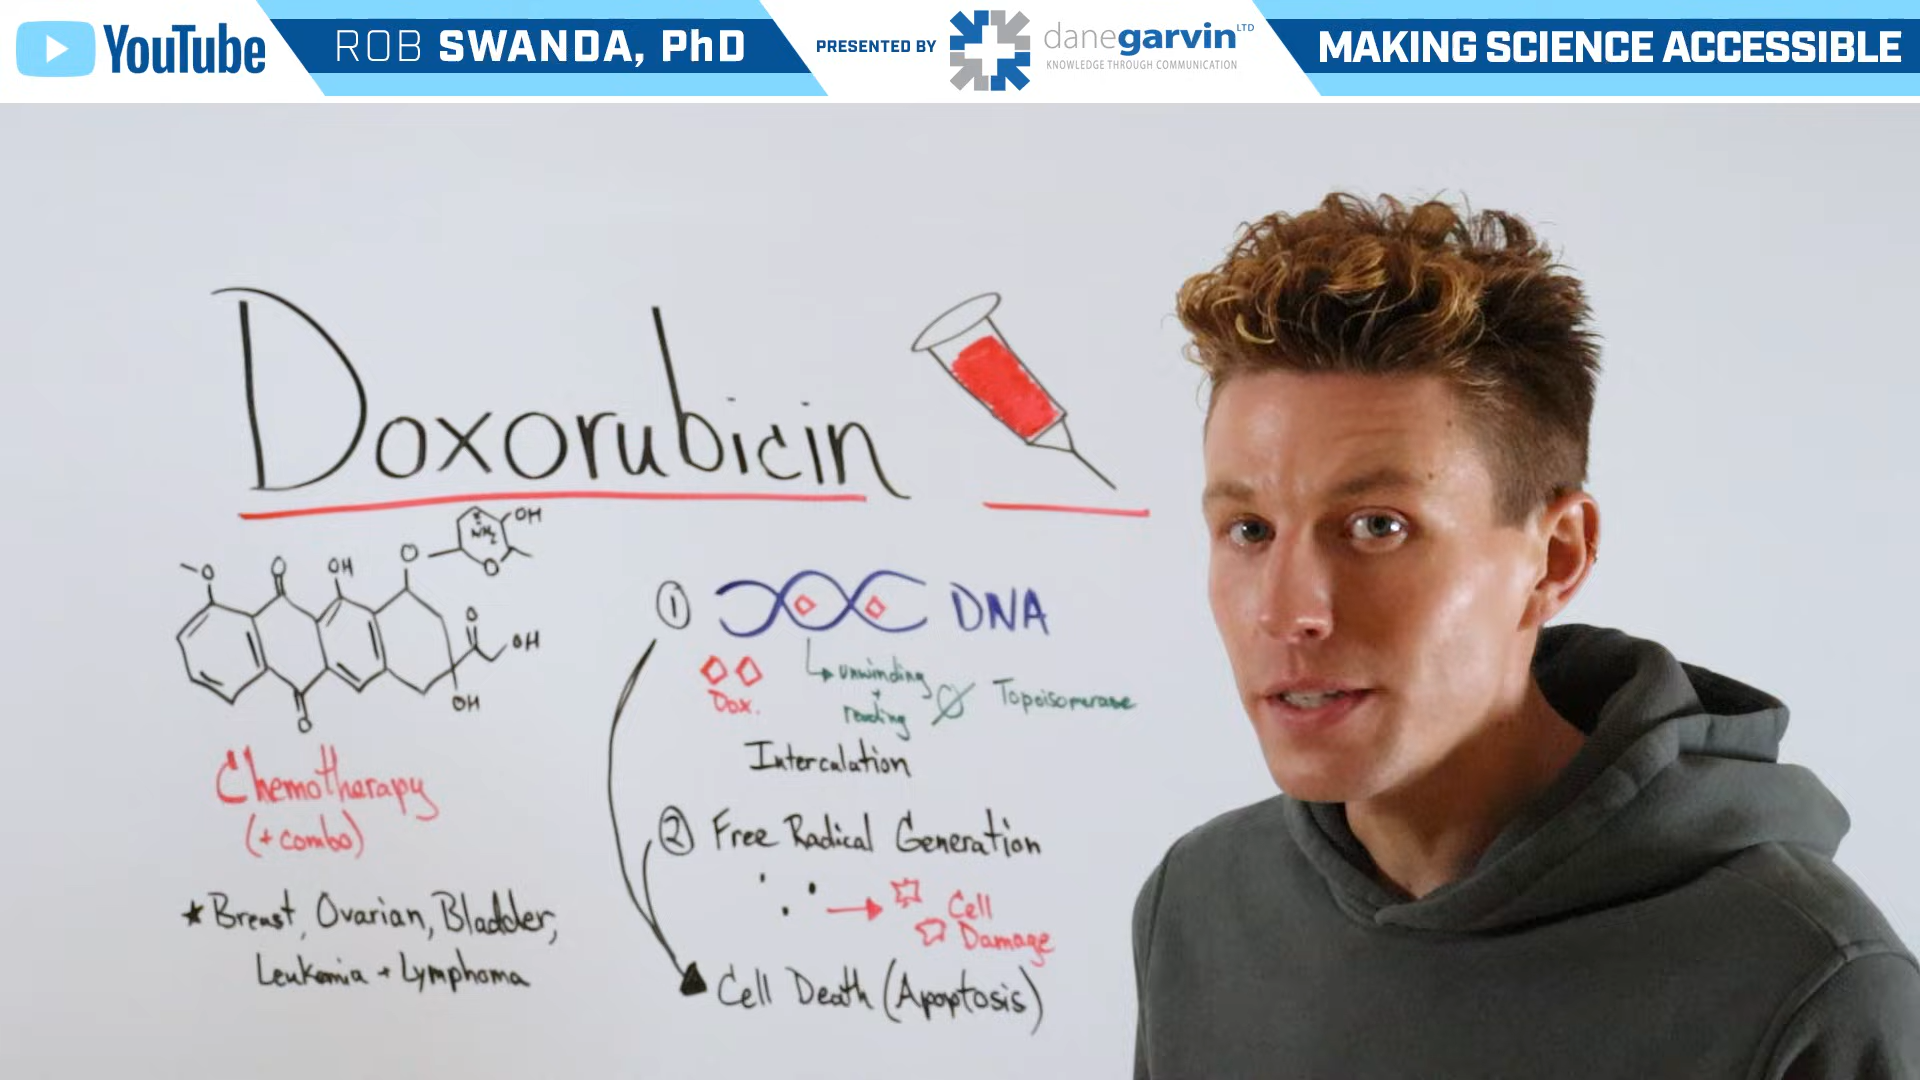 YouTube
ROB SWANDA, PhD
PRESENTED BY
danegarvin LTD
KNOWLEDGE THROUGH COMMUNICATION
MAKING SCIENCE ACCESSIBLE
Doxorubicin
OH
NH2
O
O
O
OH
O
O
OH
OH
O
Chemotherapy
(+ combo)
★ Breast, Ovarian, Bladder,
Leukemia + Lymphoma
① DNA
Dox.
unwinding
+
reading
Topoisomerase
Interculation
② Free Radical Generation
Cell
Damage
Cell Death (Apoptosis)